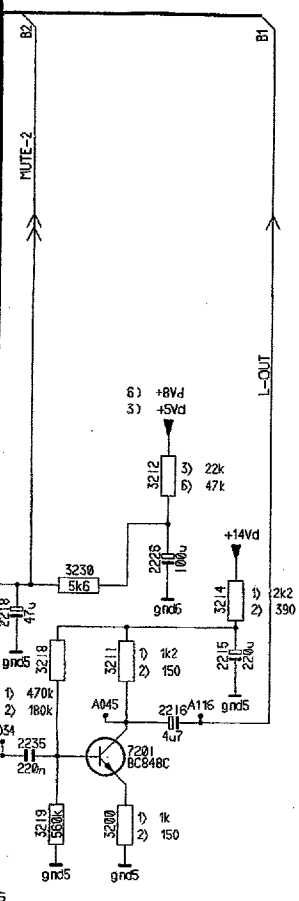 B2
B1
MUTE-2
L-OUT
6) +8Vd
3) +5Vd
3212
3) 22k
6) 47k
+14Vd
2226
100u
3230
5k6
gnd6
3214
1) 2k2
2) 390
2218
47u
gnd5
3218
3211
1) 1k2
2) 150
2215
220u
1) 470k
2) 180k
A045
2216
4u7
A116
gnd5
2235
220n
7201
BC848C
3219
560k
3200
1) 1k
2) 150
gnd5
gnd5